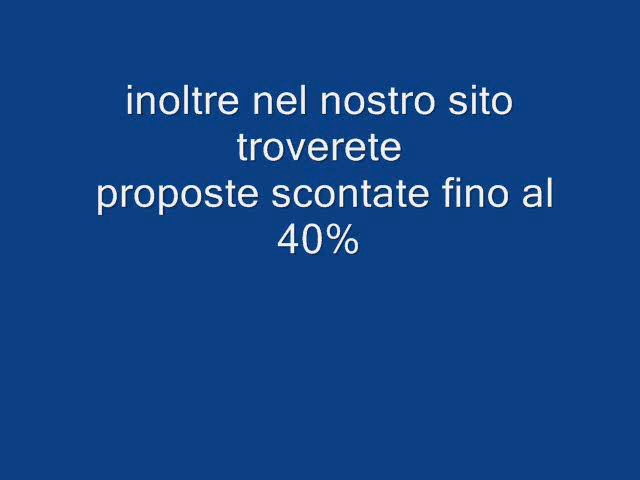 inoltre nel nostro sito
troverete
proposte scontate fino al
40%